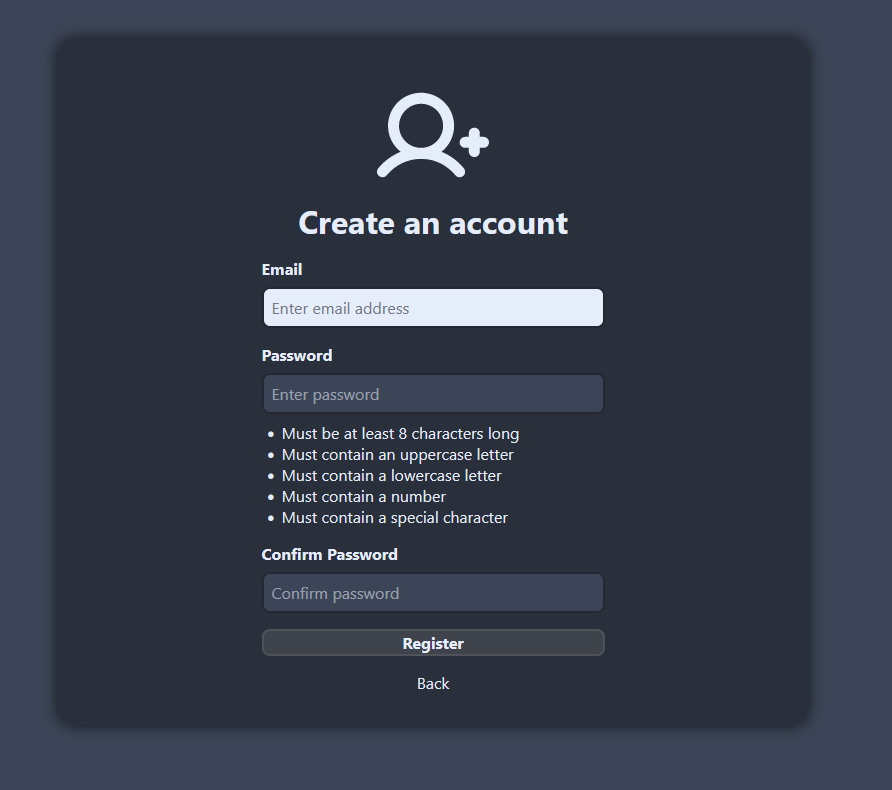 Create an account
Email
Enter email address
Password
Enter password
Must be at least 8 characters long
Must contain an uppercase letter
Must contain a lowercase letter
Must contain a number
Must contain a special character
Confirm Password
Confirm password
Register
Back